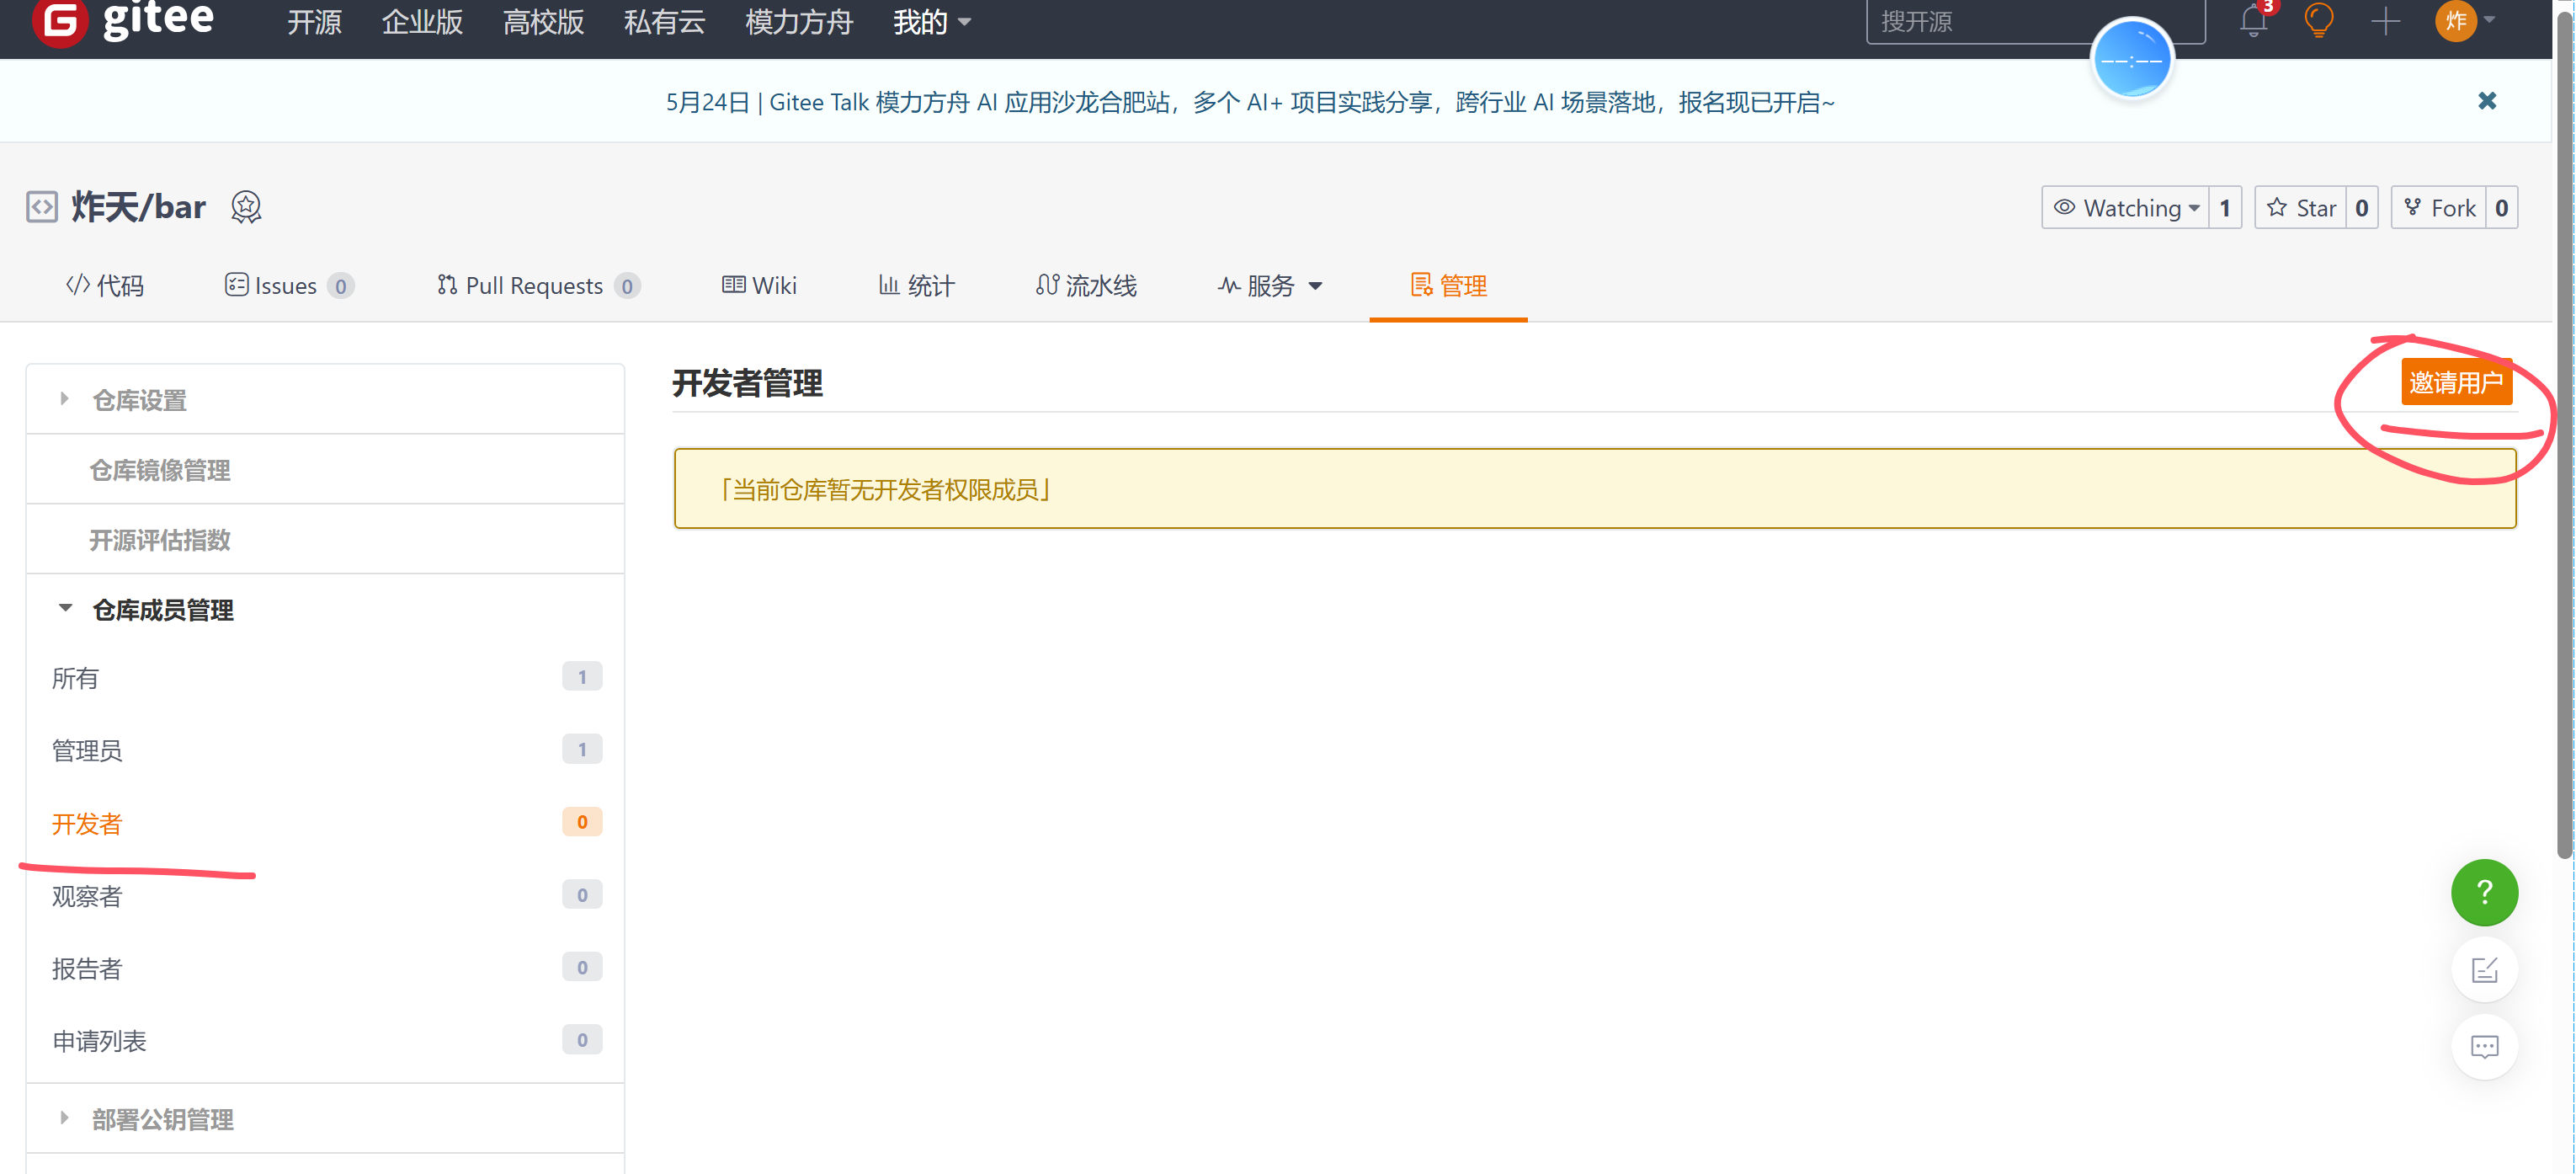 gitee 开源 企业版 高校版 私有云 模力方舟 我的 搜开源 3 炸
--:--
5月24日 | Gitee Talk 模力方舟 AI 应用沙龙合肥站，多个 AI+ 项目实践分享，跨行业 AI 场景落地，报名现已开启~
炸天/bar Watching 1 Star 0 Fork 0
代码 Issues 0 Pull Requests 0 Wiki 统计 流水线 服务 管理
仓库设置
仓库镜像管理
开源评估指数
仓库成员管理
所有 1
管理员 1
开发者 0
观察者 0
报告者 0
申请列表 0
部署公钥管理
开发者管理 邀请用户
「当前仓库暂无开发者权限成员」
?